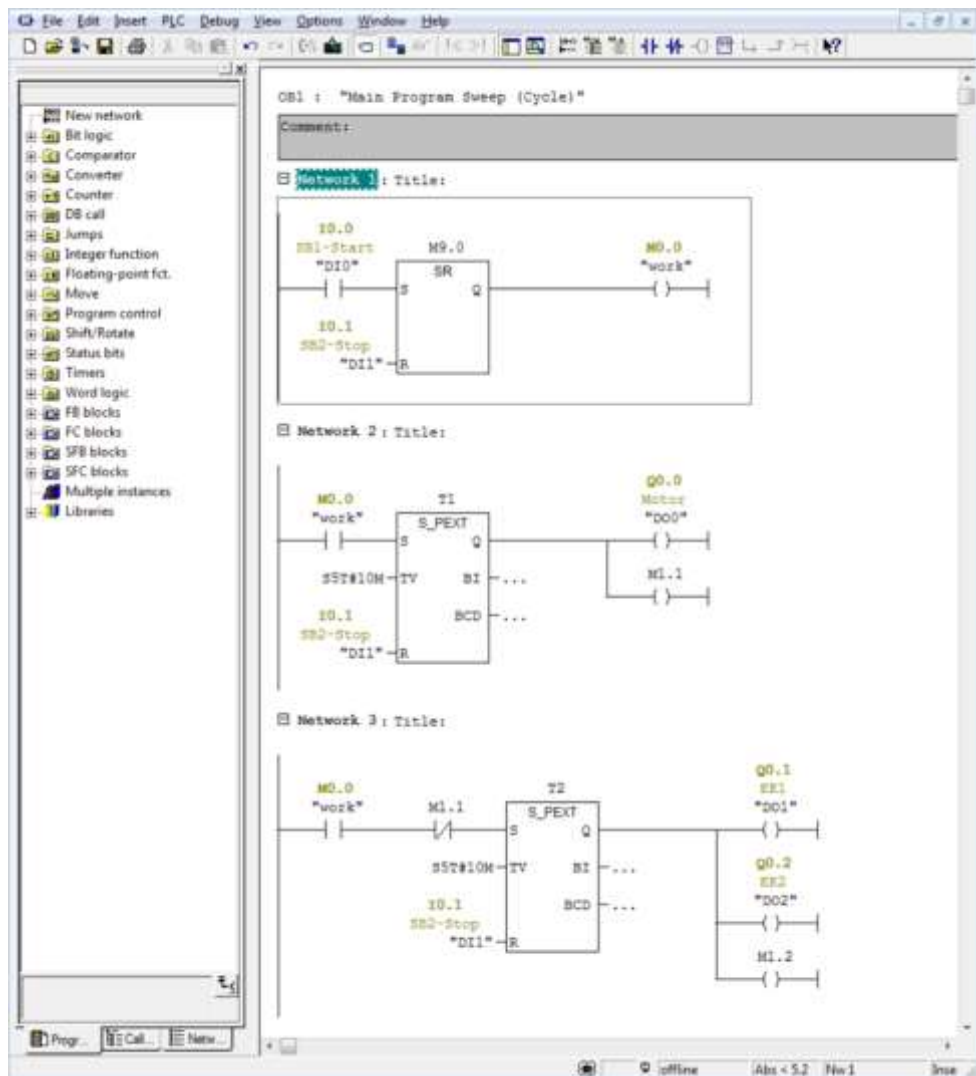 File Edit Insert PLC Debug View Options Window Help
New network
Bit logic
Comparator
Converter
Counter
DB call
Jumps
Integer function
Floating-point fct.
Move
Program control
Shift/Rotate
Status bits
Timers
Word logic
FB blocks
FC blocks
SFB blocks
SFC blocks
Multiple instances
Libraries
Progr...
Call...
Netw...
OB1 : "Main Program Sweep (Cycle)"
Comment:
Network 1: Title:
I0.0
SB1-Start
"DI0"
M9.0
SR
S Q
M0.0
"work"
I0.1
SB2-Stop
"DI1"
R
Network 2: Title:
M0.0
"work"
T1
S_PEXT
S Q
Q0.0
Motor
"DO0"
S5T#10M TV BI ...
M1.1
I0.1
SB2-Stop
"DI1"
BCD ...
R
Network 3: Title:
M0.0
"work"
M1.1
T2
S_PEXT
S Q
Q0.1
EK1
"DO1"
S5T#10M TV BI ...
Q0.2
EK2
"DO2"
I0.1
SB2-Stop
"DI1"
BCD ...
R
M1.2
offline Abs < 5.2 Nw 1 Inse